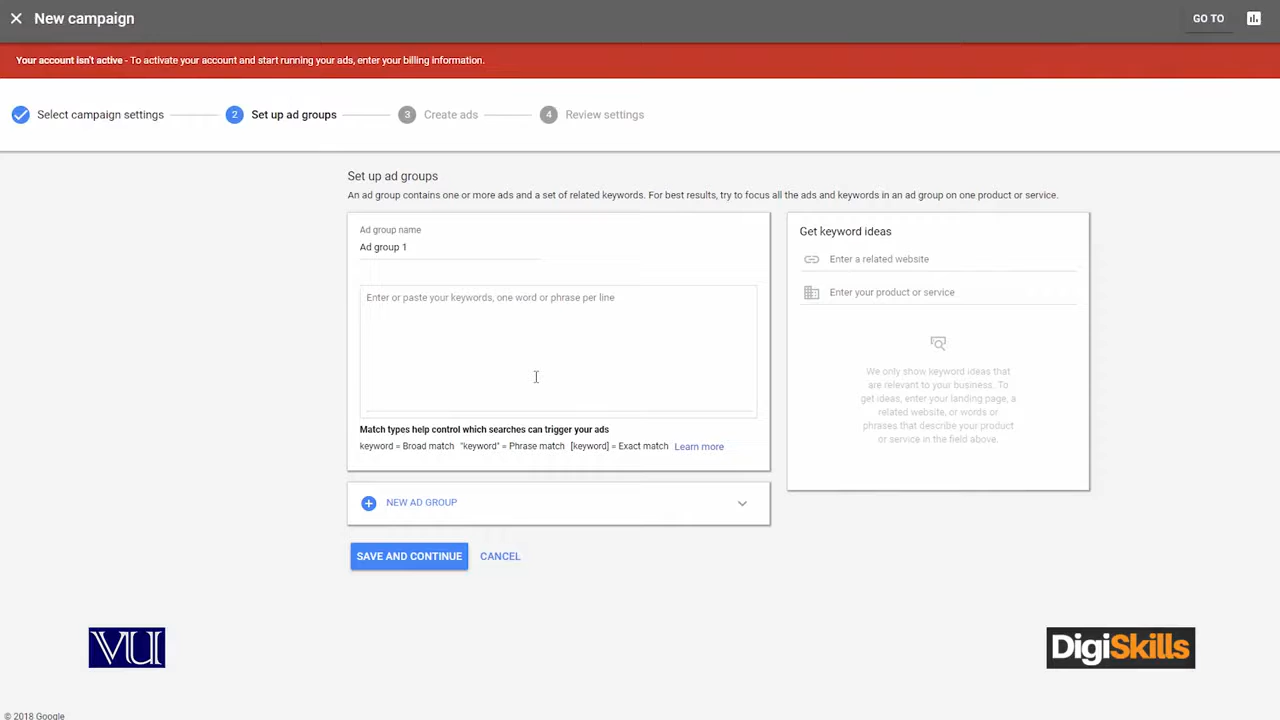 New campaign
GO TO
Your account isn't active - To activate your account and start running your ads, enter your billing information.
Select campaign settings
2 Set up ad groups
3 Create ads
4 Review settings
Set up ad groups
An ad group contains one or more ads and a set of related keywords. For best results, try to focus all the ads and keywords in an ad group on one product or service.
Ad group name
Ad group 1
Enter or paste your keywords, one word or phrase per line
Match types help control which searches can trigger your ads
keyword = Broad match "keyword" = Phrase match [keyword] = Exact match Learn more
NEW AD GROUP
SAVE AND CONTINUE
CANCEL
Get keyword ideas
Enter a related website
Enter your product or service
We only show keyword ideas that
are relevant to your business. To
get ideas, enter your landing page, a
related website, or words or
phrases that describe your product
or service in the field above.
VU
DigiSkills
© 2018 Google